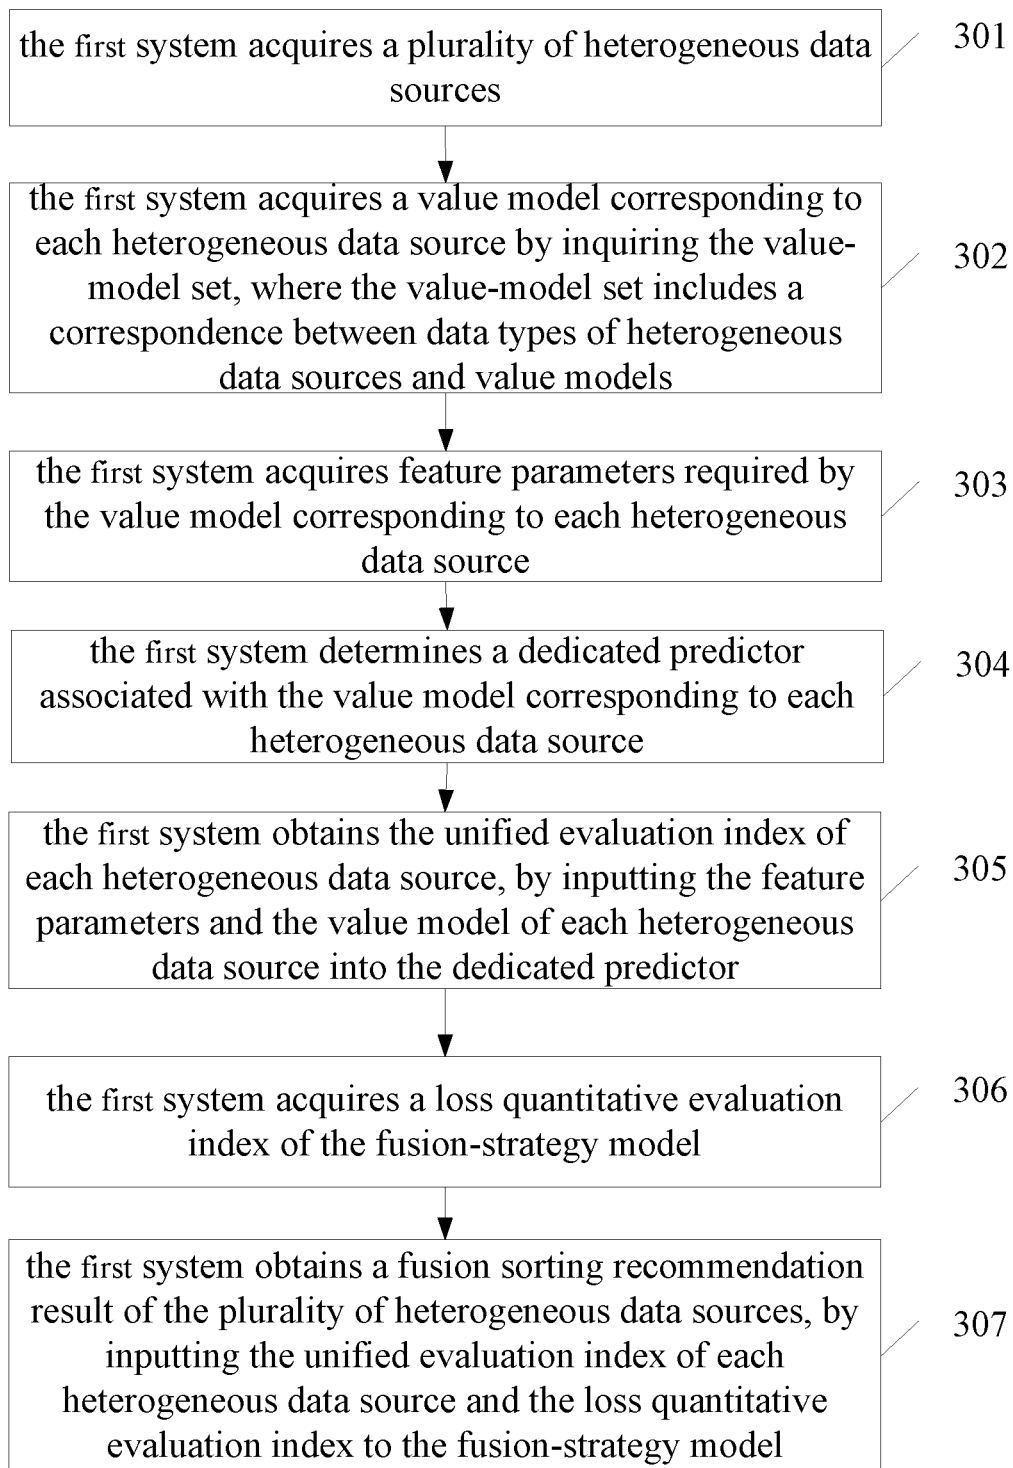 the first system acquires a plurality of heterogeneous data
sources
301
the first system acquires a value model corresponding to
each heterogeneous data source by inquiring the value-
model set, where the value-model set includes a
correspondence between data types of heterogeneous
data sources and value models
302
the first system acquires feature parameters required by
the value model corresponding to each heterogeneous
data source
303
the first system determines a dedicated predictor
associated with the value model corresponding to each
heterogeneous data source
304
the first system obtains the unified evaluation index of
each heterogeneous data source, by inputting the feature
parameters and the value model of each heterogeneous
data source into the dedicated predictor
305
the first system acquires a loss quantitative evaluation
index of the fusion-strategy model
306
the first system obtains a fusion sorting recommendation
result of the plurality of heterogeneous data sources, by
inputting the unified evaluation index of each
heterogeneous data source and the loss quantitative
evaluation index to the fusion-strategy model
307